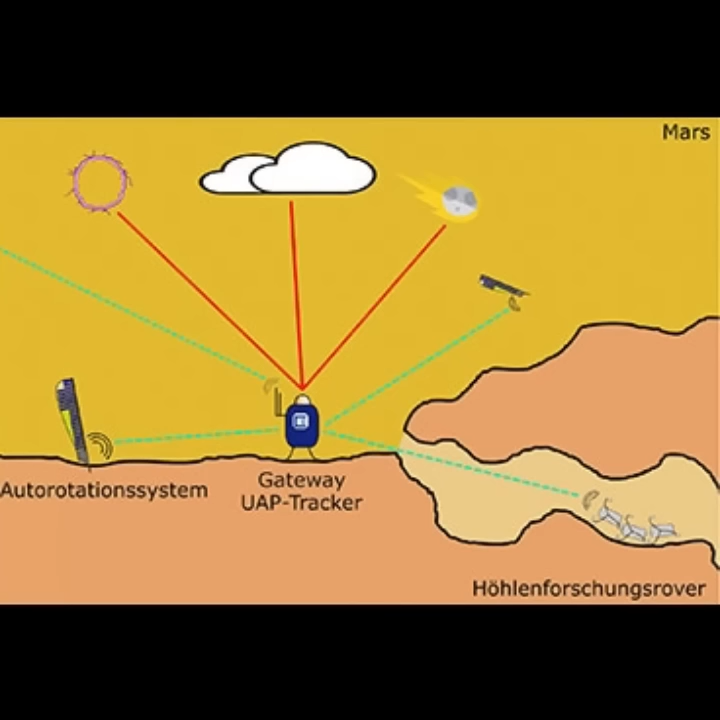 Mars
Autorotationssystem
Gateway
UAP-Tracker
Höhlenforschungsrover